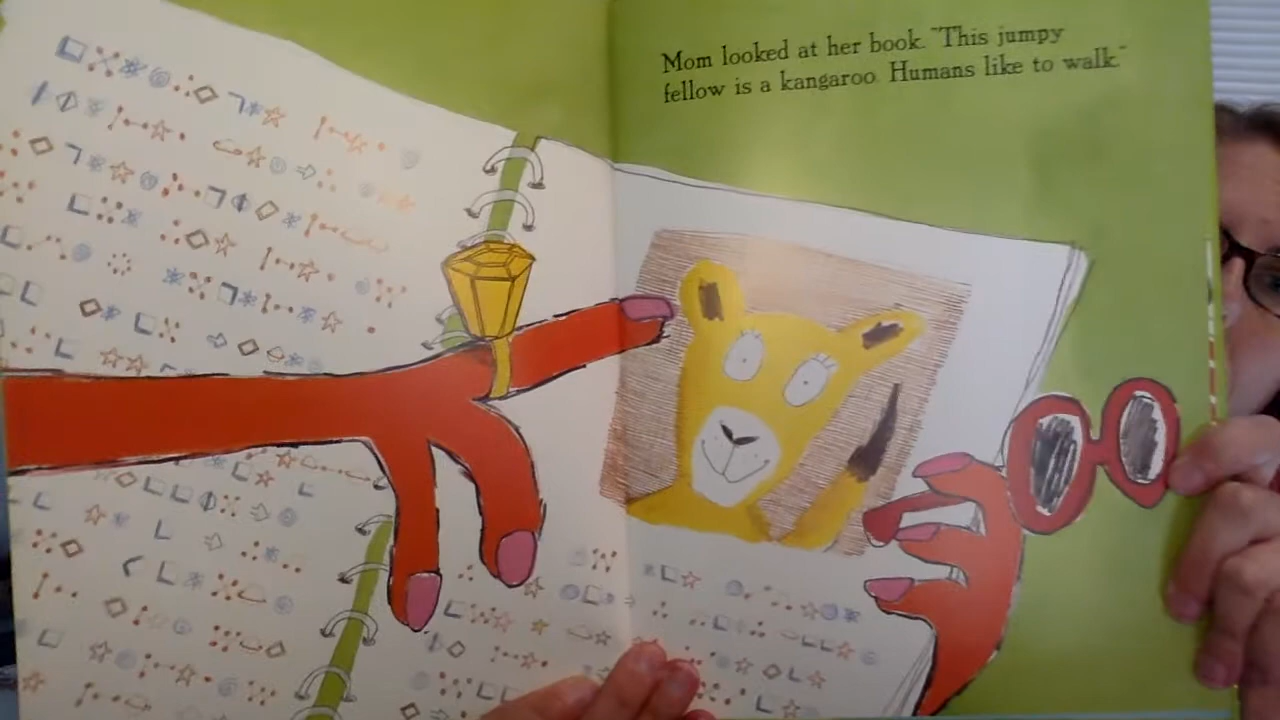 Mom looked at her book. "This jumpy
fellow is a kangaroo. Humans like to walk."